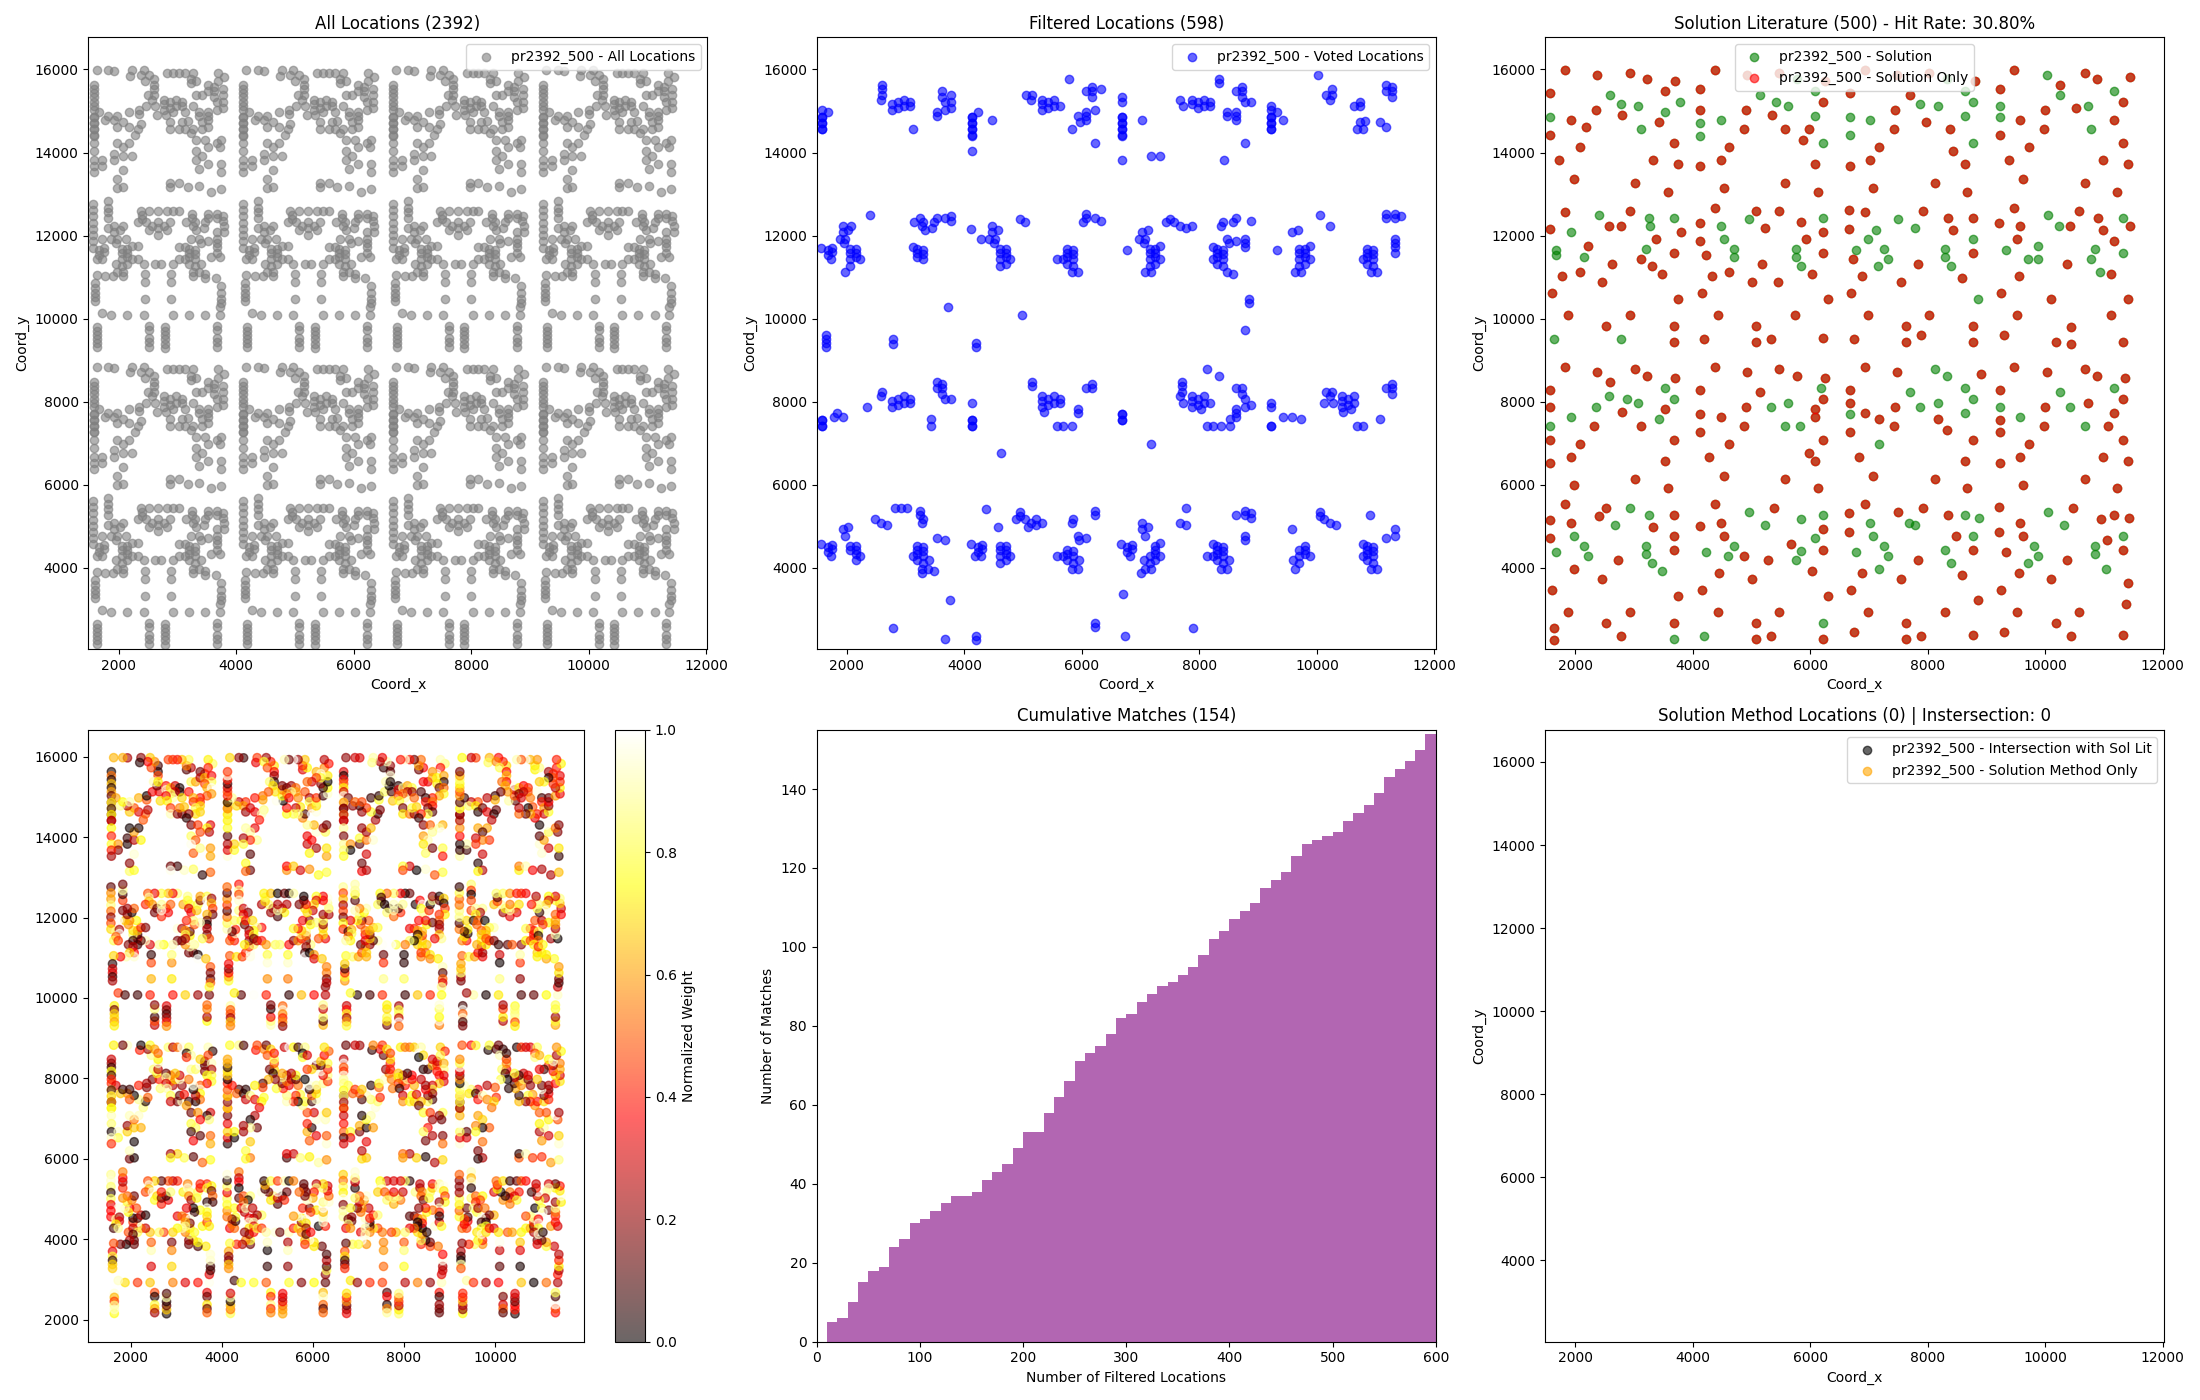 All Locations (2392)
pr2392_500 - All Locations
16000
14000
12000
10000
8000
6000
4000
Coord_y
2000 4000 6000 8000 10000 12000
Coord_x
Filtered Locations (598)
pr2392_500 - Voted Locations
16000
14000
12000
10000
8000
6000
4000
Coord_y
2000 4000 6000 8000 10000 12000
Coord_x
Solution Literature (500) - Hit Rate: 30.80%
pr2392_500 - Solution
pr2392_500 - Solution Only
16000
14000
12000
10000
8000
6000
4000
Coord_y
2000 4000 6000 8000 10000 12000
Coord_x
16000
14000
12000
10000
8000
6000
4000
2000
2000 4000 6000 8000 10000
1.0
0.8
0.6
0.4
0.2
0.0
Normalized Weight
Cumulative Matches (154)
140
120
100
80
60
40
20
0
Number of Matches
0 100 200 300 400 500 600
Number of Filtered Locations
Solution Method Locations (0) | Instersection: 0
pr2392_500 - Intersection with Sol Lit
pr2392_500 - Solution Method Only
16000
14000
12000
10000
8000
6000
4000
Coord_y
2000 4000 6000 8000 10000 12000
Coord_x